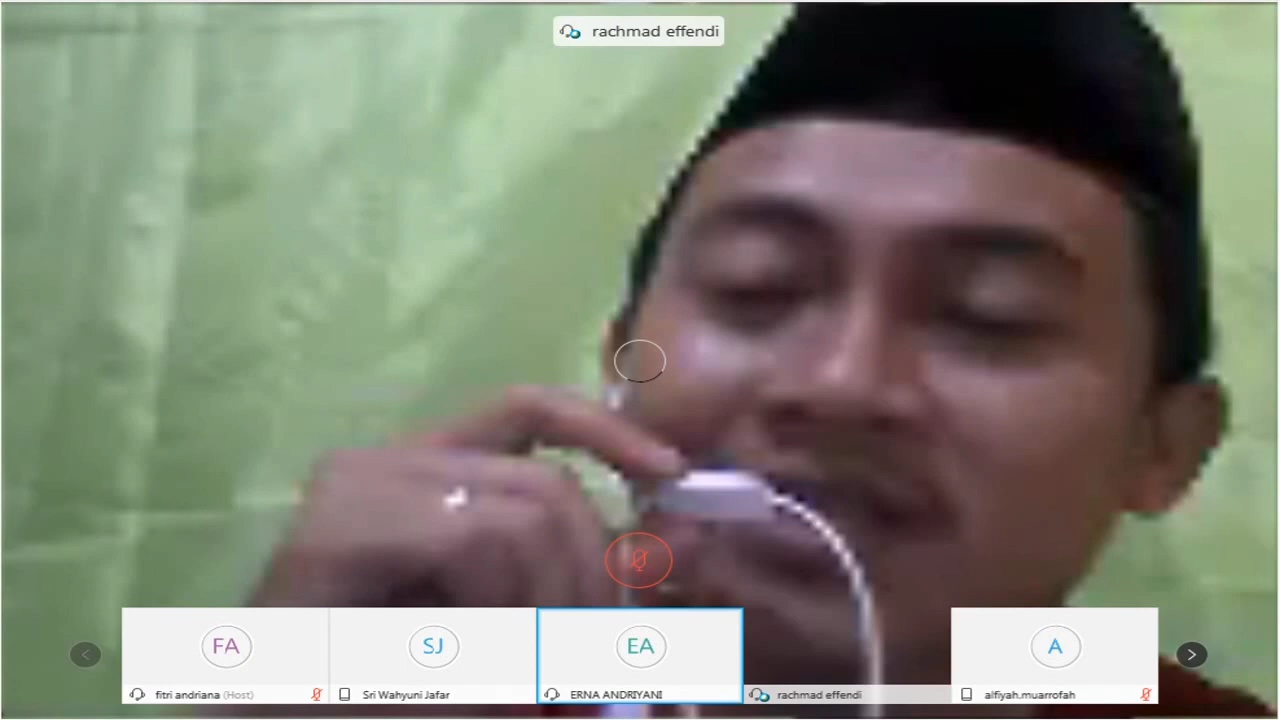 rachmad effendi
FA
SJ
EA
A
fitri andriana (Host)
Sri Wahyuni Jafar
ERNA ANDRIYANI
rachmad effendi
alfiyah.muarrofah